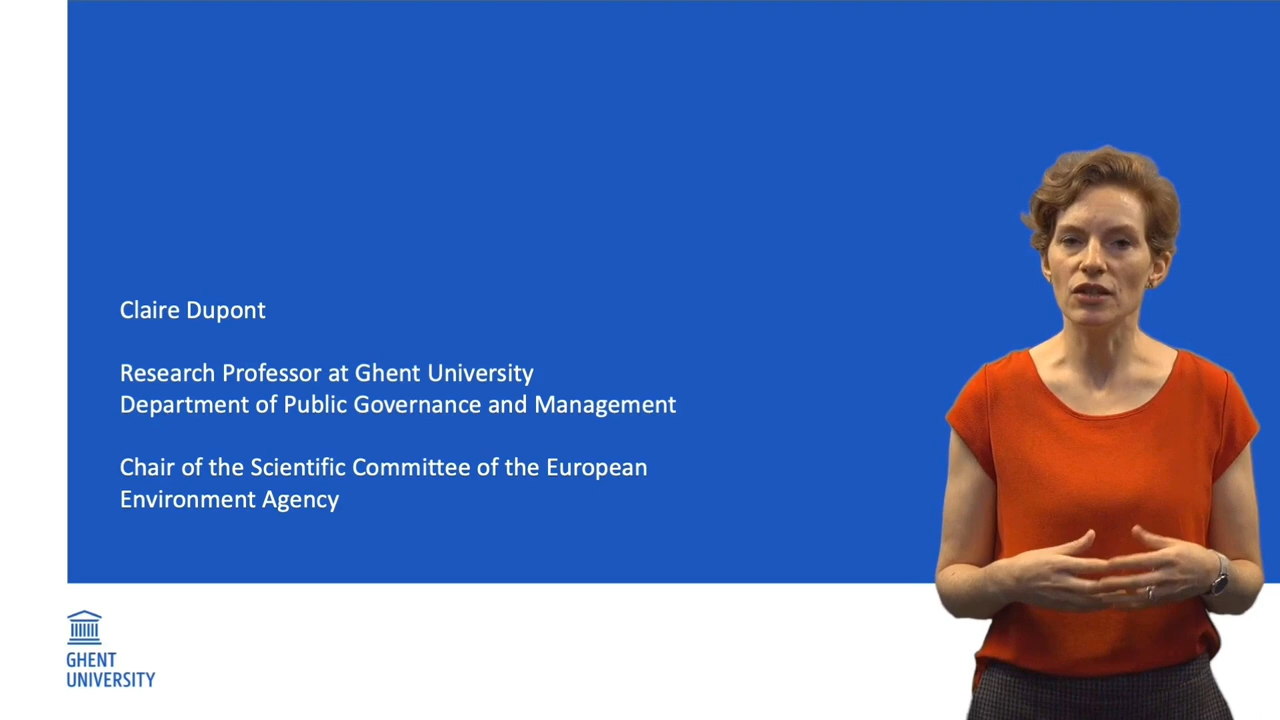 Claire Dupont
Research Professor at Ghent University
Department of Public Governance and Management
Chair of the Scientific Committee of the European
Environment Agency
GHENT
UNIVERSITY